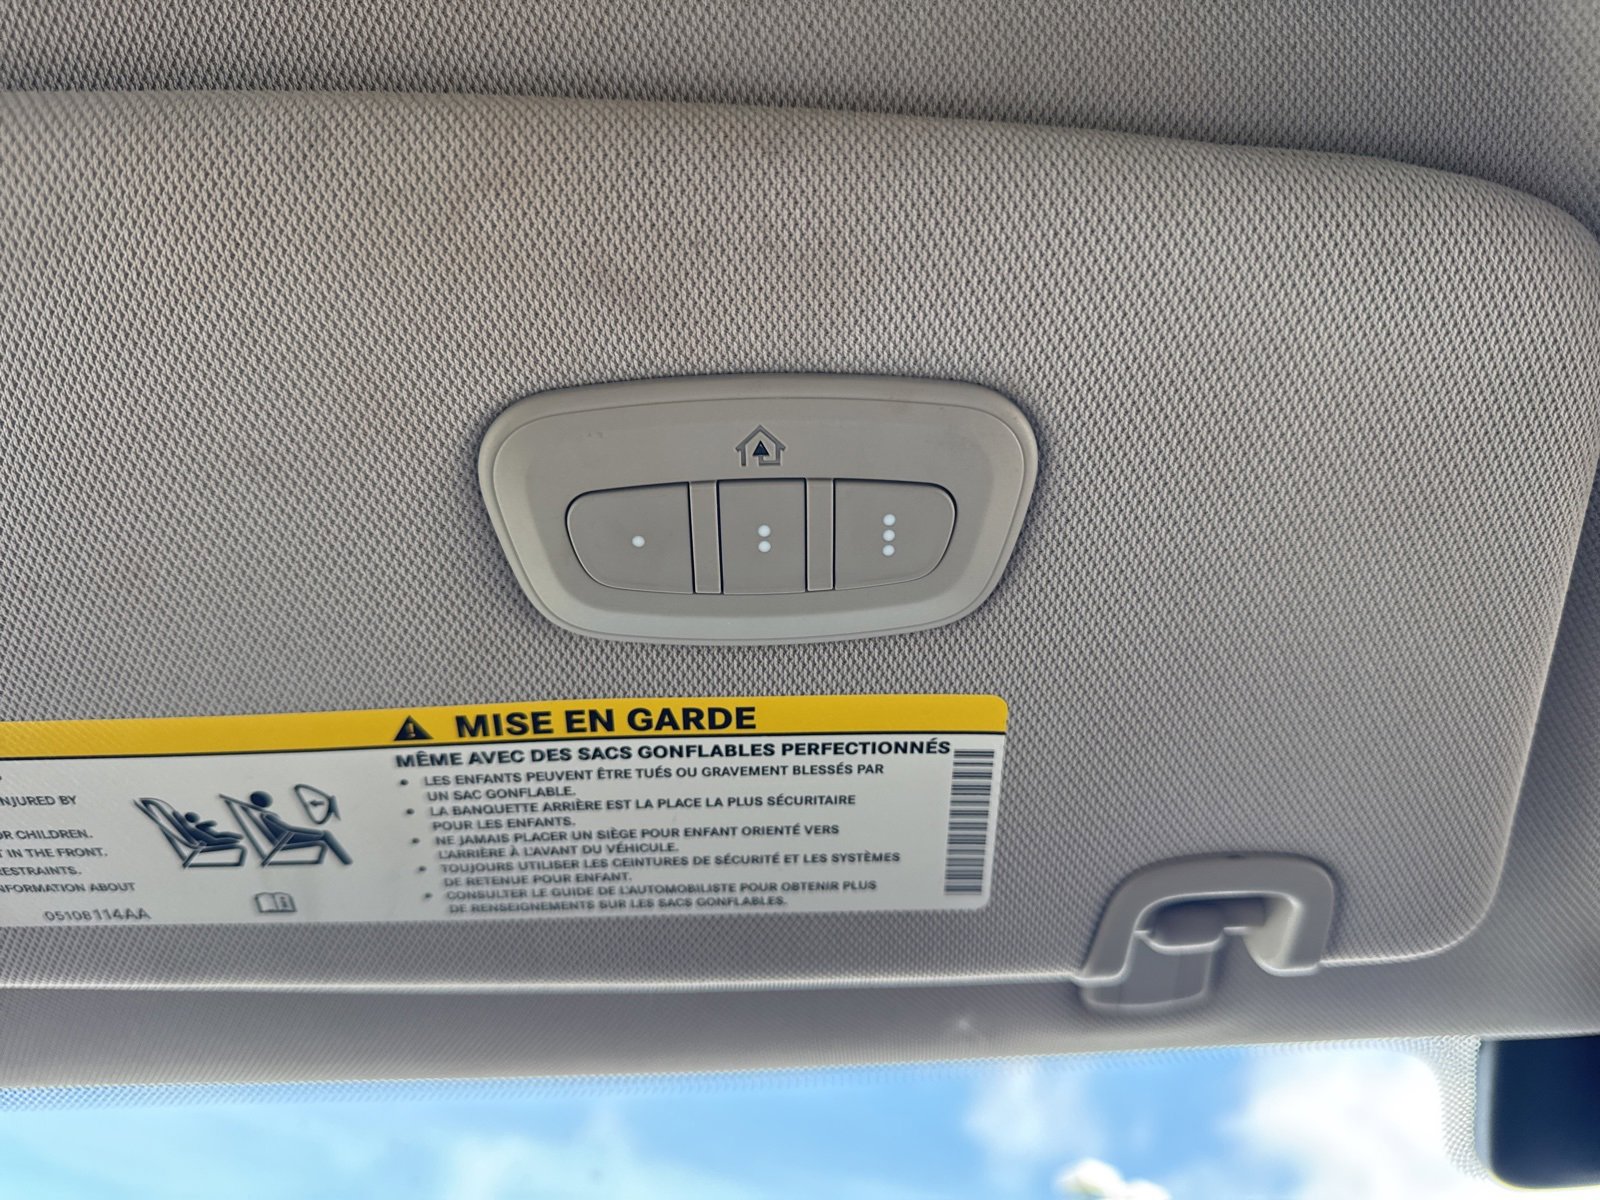 MISE EN GARDE
MÊME AVEC DES SACS GONFLABLES PERFECTIONNÉS
NJURED BY
OR CHILDREN.
T IN THE FRONT.
ESTRAINTS.
NFORMATION ABOUT
05108114AA
• LES ENFANTS PEUVENT ÊTRE TUÉS OU GRAVEMENT BLESSÉS PAR
UN SAC GONFLABLE.
• LA BANQUETTE ARRIÈRE EST LA PLACE LA PLUS SÉCURITAIRE
POUR LES ENFANTS.
• NE JAMAIS PLACER UN SIÈGE POUR ENFANT ORIENTÉ VERS
L'ARRIÈRE À L'AVANT DU VÉHICULE.
• TOUJOURS UTILISER LES CEINTURES DE SÉCURITÉ ET LES SYSTÈMES
DE RETENUE POUR ENFANT.
• CONSULTER LE GUIDE DE L'AUTOMOBILISTE POUR OBTENIR PLUS
DE RENSEIGNEMENTS SUR LES SACS GONFLABLES.